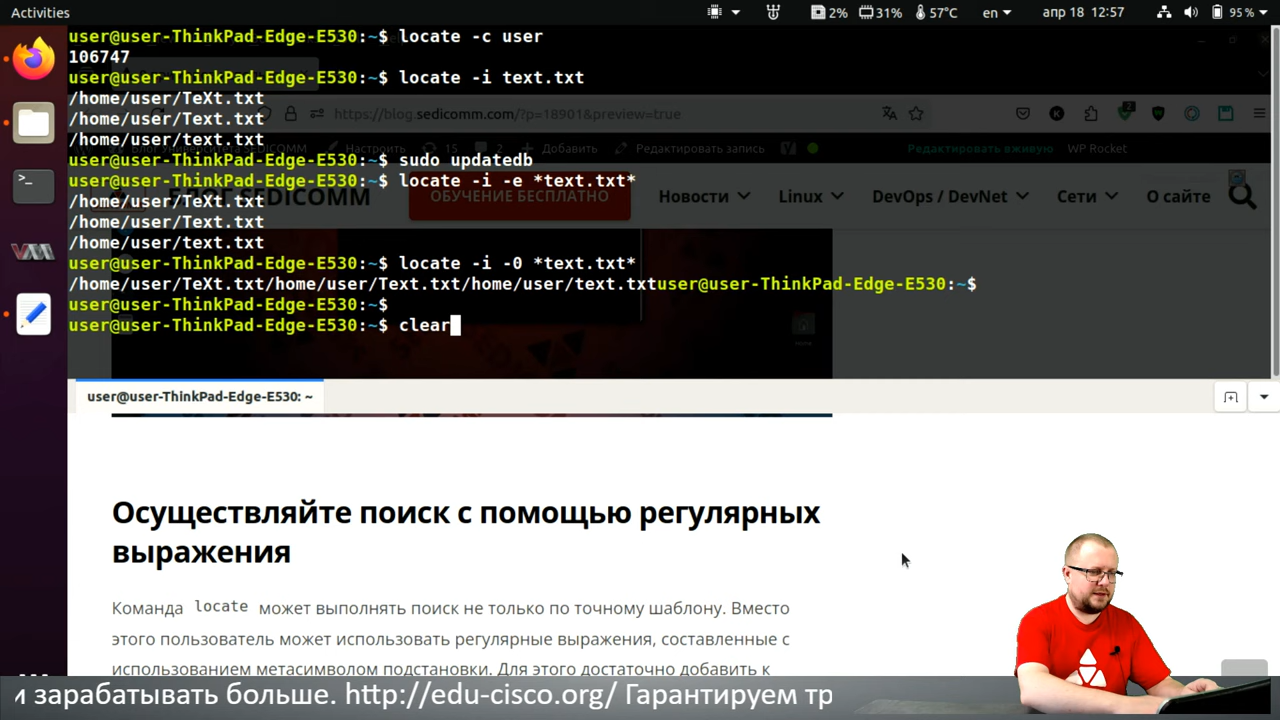 Activities
2% 31% 57°C en апр 18 12:57 95 %
user@user-ThinkPad-Edge-E530:~$ locate -c user
106747
user@user-ThinkPad-Edge-E530:~$ locate -i text.txt
/home/user/TeXt.txt
/home/user/Text.txt
/home/user/text.txt
https://blog.sedicomm.com/?p=18901&preview=true
user@user-ThinkPad-Edge-E530:~$ sudo updatedb
Настроить 15 2 Добавить Редактировать запись Редактировать вживую WP Rocket
user@user-ThinkPad-Edge-E530:~$ locate -i -e *text.txt*
/home/user/TeXt.txt
/home/user/Text.txt
/home/user/text.txt
БЛОГ SEDICOMM ОБУЧЕНИЕ БЕСПЛАТНО Новости Linux DevOps / DevNet Сети О сайте
user@user-ThinkPad-Edge-E530:~$ locate -i -0 *text.txt*
/home/user/TeXt.txt/home/user/Text.txt/home/user/text.txtuser@user-ThinkPad-Edge-E530:~$
user@user-ThinkPad-Edge-E530:~$
user@user-ThinkPad-Edge-E530:~$ clear
user@user-ThinkPad-Edge-E530: ~
Осуществляйте поиск с помощью регулярных
выражения
Команда locate может выполнять поиск не только по точному шаблону. Вместо
этого пользователь может использовать регулярные выражения, составленные с
использованием метасимволом подстановки. Для этого достаточно добавить к
и зарабатывать больше. http://edu-cisco.org/ Гарантируем тр